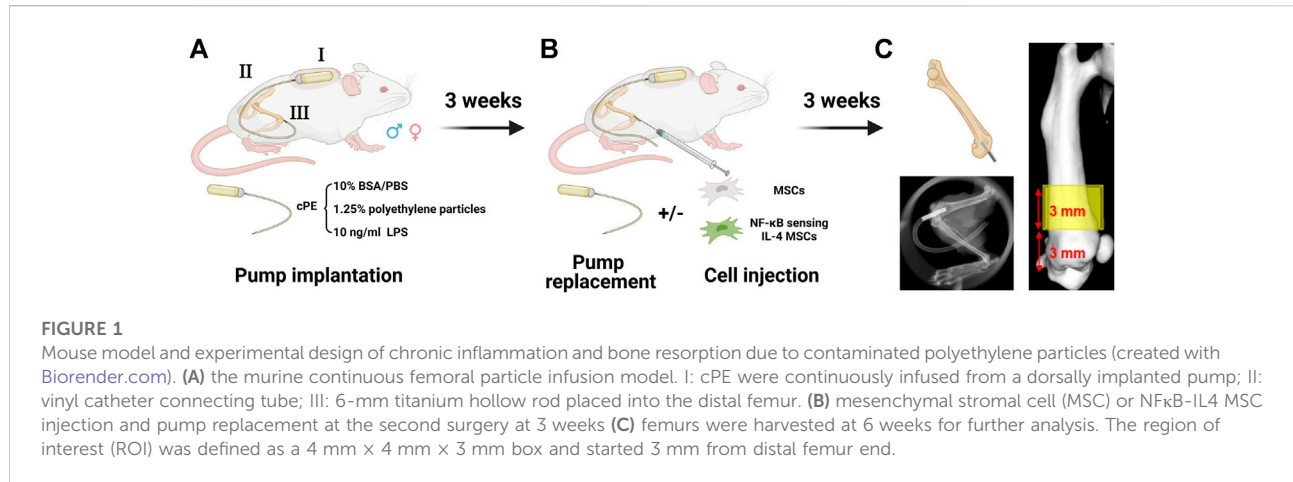 A
B
C
I
II
III
3 weeks
3 weeks
♂ ♀
cPE
10% BSA/PBS
1.25% polyethylene particles
10 ng/ml LPS
+/-
MSCs
NF-κB sensing
IL-4 MSCs
3 mm
3 mm
Pump implantation
Pump
replacement
Cell injection
FIGURE 1
Mouse model and experimental design of chronic inflammation and bone resorption due to contaminated polyethylene particles (created with
Biorender.com). (A) the murine continuous femoral particle infusion model. I: cPE were continuously infused from a dorsally implanted pump; II:
vinyl catheter connecting tube; III: 6-mm titanium hollow rod placed into the distal femur. (B) mesenchymal stromal cell (MSC) or NFκB-IL4 MSC
injection and pump replacement at the second surgery at 3 weeks (C) femurs were harvested at 6 weeks for further analysis. The region of
interest (ROI) was defined as a 4 mm × 4 mm × 3 mm box and started 3 mm from distal femur end.